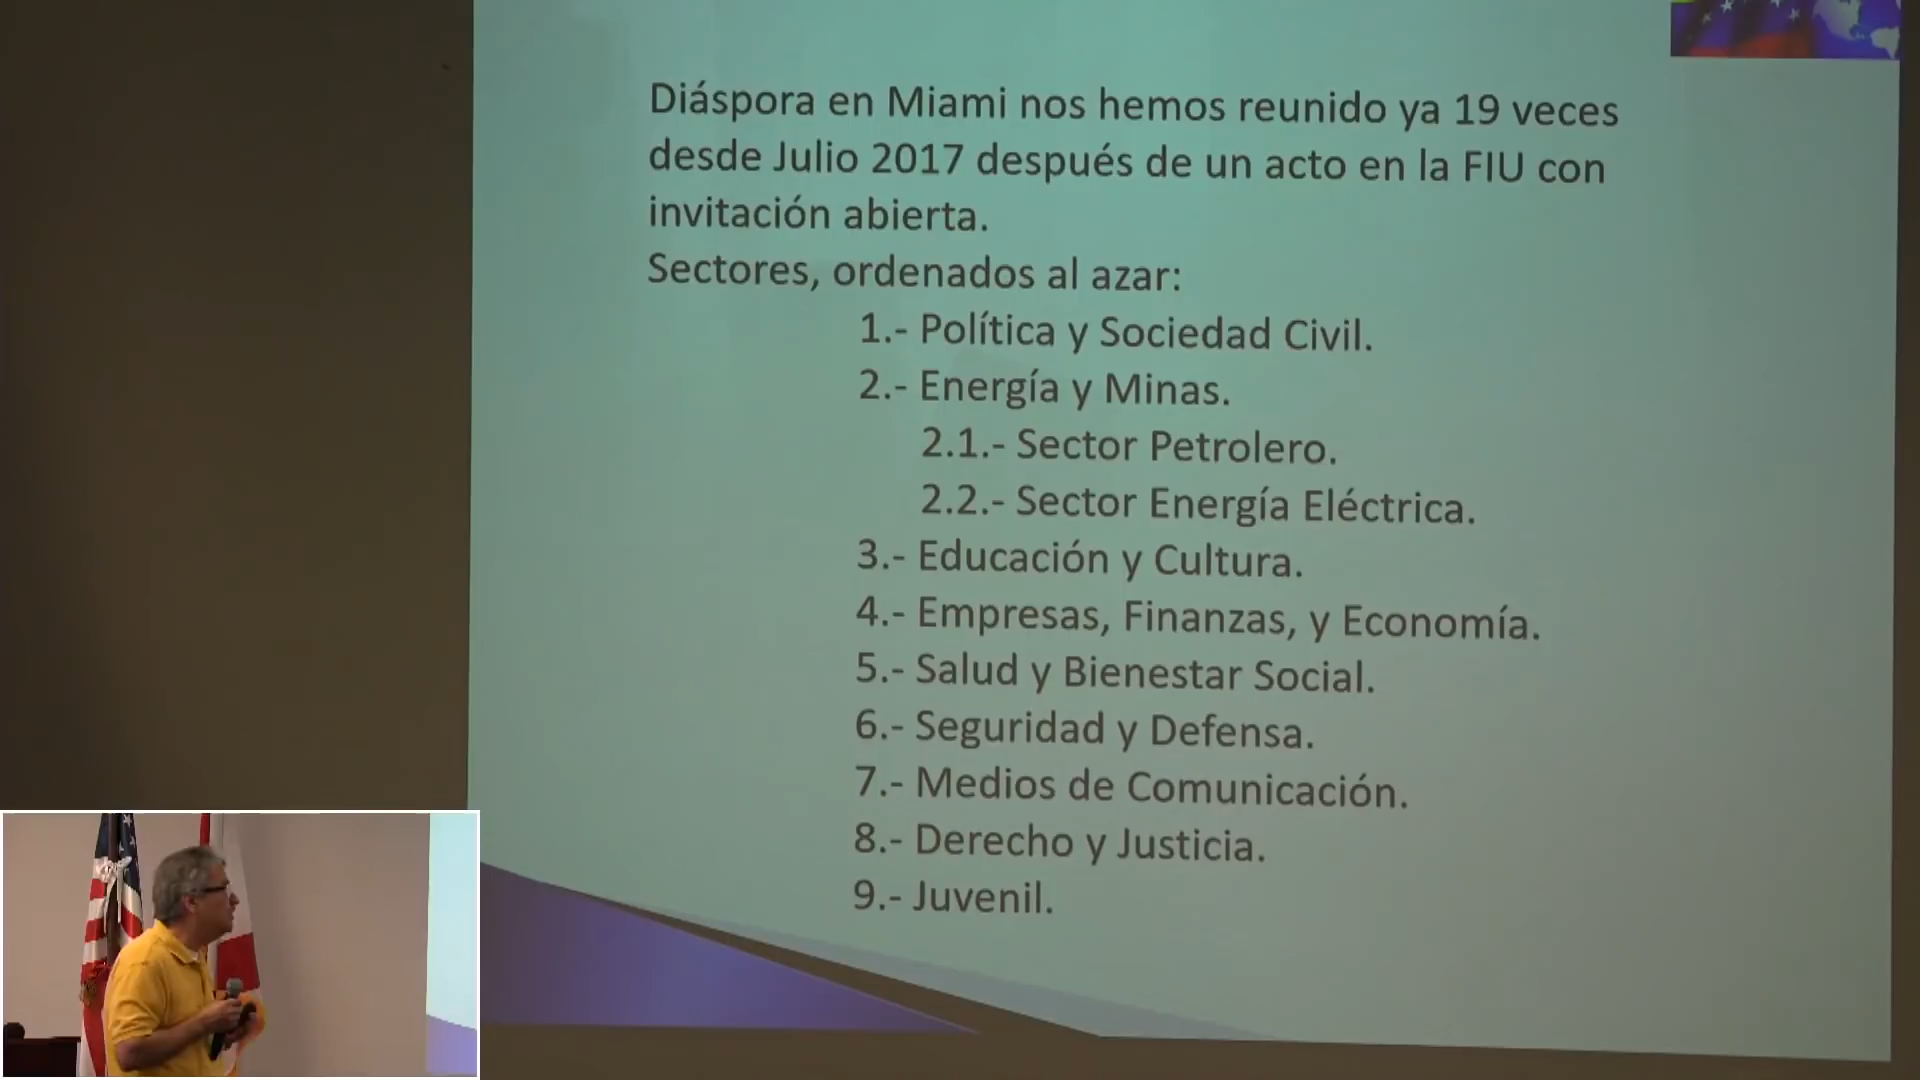 Diáspora en Miami nos hemos reunido ya 19 veces
desde Julio 2017 después de un acto en la FIU con
invitación abierta.
Sectores, ordenados al azar:
1.- Política y Sociedad Civil.
2.- Energía y Minas.
2.1.- Sector Petrolero.
2.2.- Sector Energía Eléctrica.
3.- Educación y Cultura.
4.- Empresas, Finanzas, y Economía.
5.- Salud y Bienestar Social.
6.- Seguridad y Defensa.
7.- Medios de Comunicación.
8.- Derecho y Justicia.
9.- Juvenil.